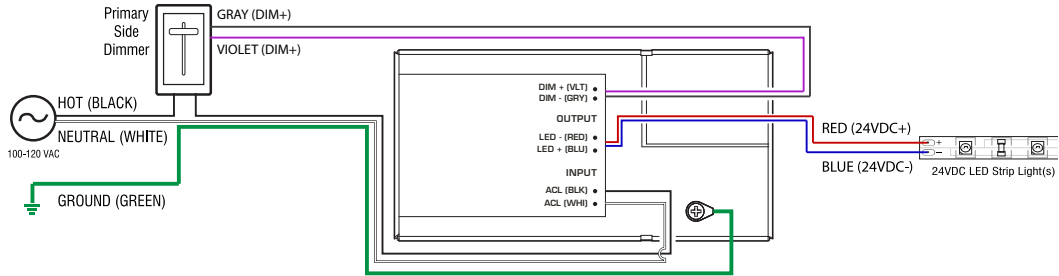 Primary
Side
Dimmer
GRAY (DIM+)
VIOLET (DIM+)
HOT (BLACK)
NEUTRAL (WHITE)
100-120 VAC
GROUND (GREEN)
DIM + (VLT)
DIM - (GRY)
OUTPUT
LED - (RED)
LED + (BLU)
INPUT
ACL (BLK)
ACL (WHI)
RED (24VDC+)
BLUE (24VDC-)
+
–
24VDC LED Strip Light(s)